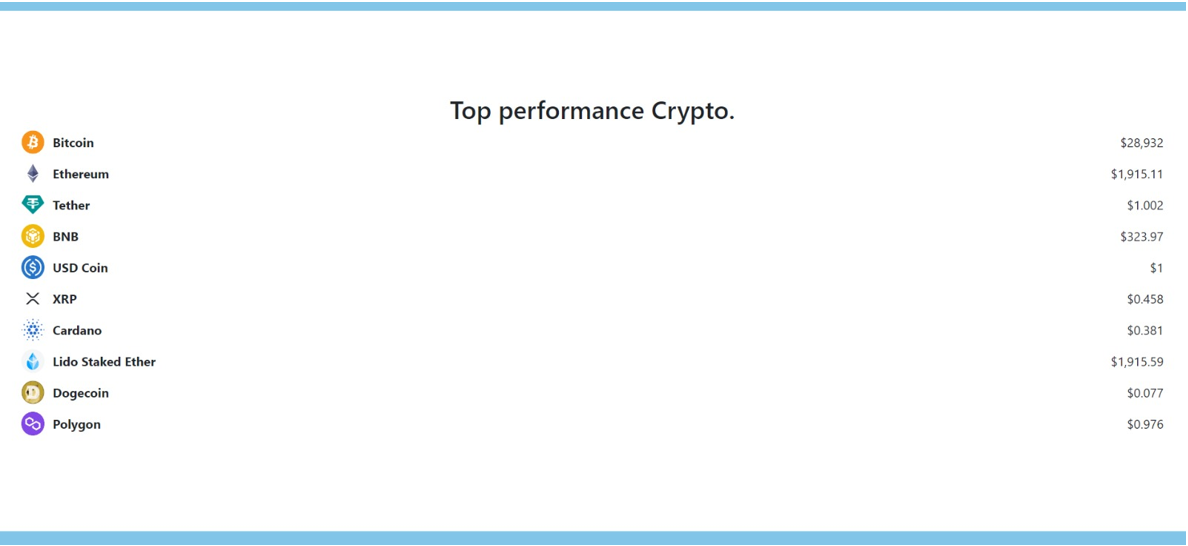 Top performance Crypto.
Bitcoin $28,932
Ethereum $1,915.11
Tether $1.002
BNB $323.97
USD Coin $1
XRP $0.458
Cardano $0.381
Lido Staked Ether $1,915.59
Dogecoin $0.077
Polygon $0.976